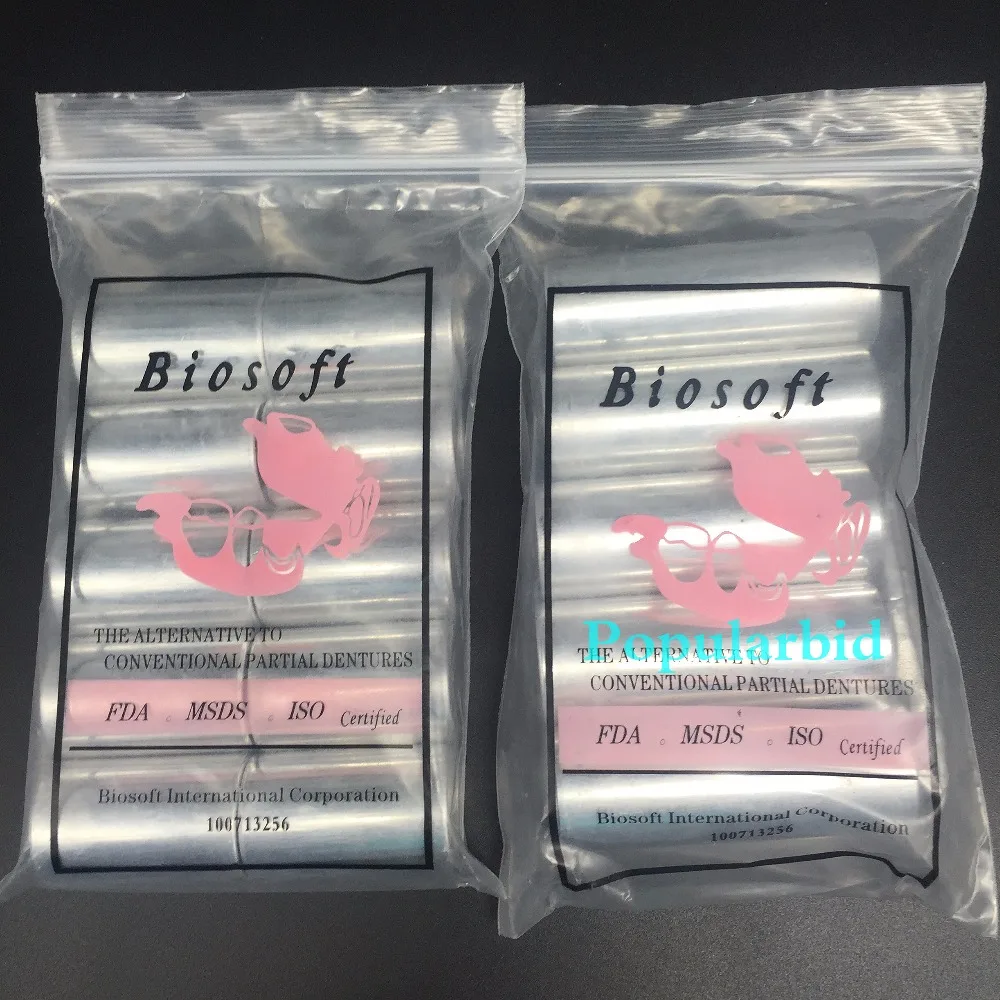 Biosoft
THE ALTERNATIVE TO
CONVENTIONAL PARTIAL DENTURES
FDA 。 MSDS 。 ISO Certified
Biosoft International Corporation
100713256
Biosoft
Popularbid
THE ALTERNATIVE TO
CONVENTIONAL PARTIAL DENTURES
FDA 。 MSDS 。 ISO Certified
Biosoft International Corporation
100713256